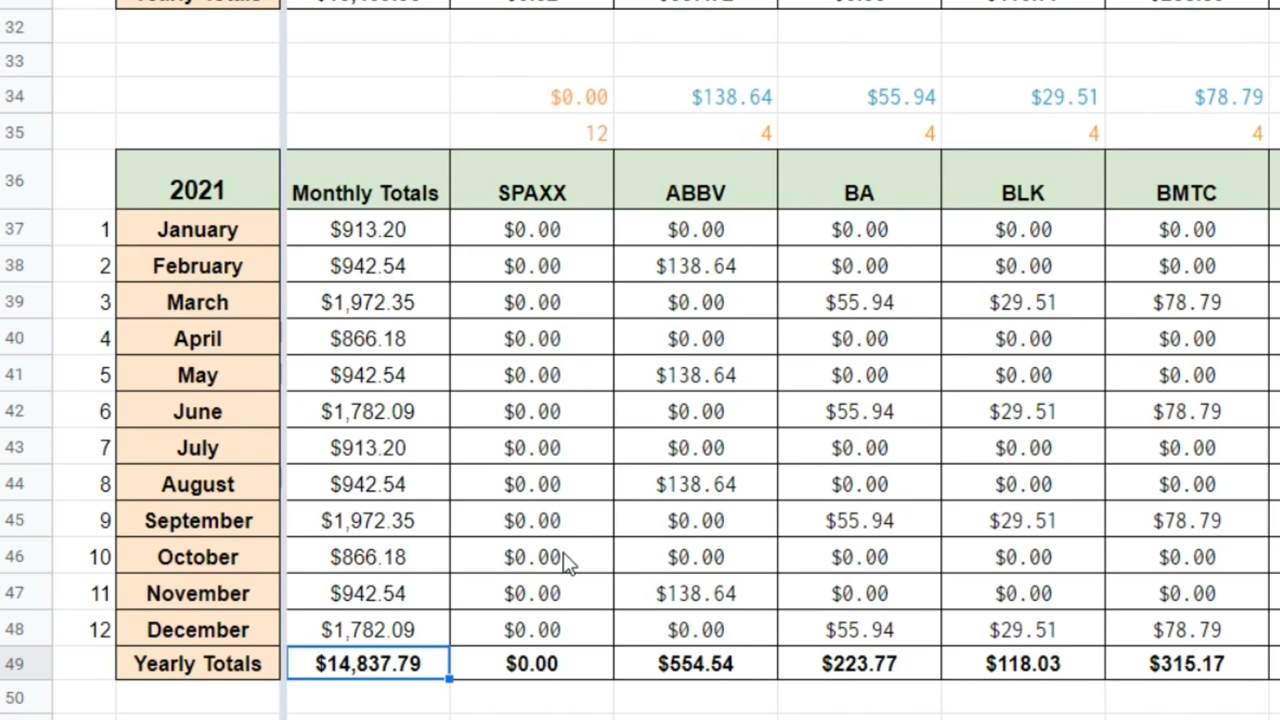 32
33
34 $0.00 $138.64 $55.94 $29.51 $78.79
35 12 4 4 4 4
36 2021 Monthly Totals SPAXX ABBV BA BLK BMTC
37 1 January $913.20 $0.00 $0.00 $0.00 $0.00 $0.00
38 2 February $942.54 $0.00 $138.64 $0.00 $0.00 $0.00
39 3 March $1,972.35 $0.00 $0.00 $55.94 $29.51 $78.79
40 4 April $866.18 $0.00 $0.00 $0.00 $0.00 $0.00
41 5 May $942.54 $0.00 $138.64 $0.00 $0.00 $0.00
42 6 June $1,782.09 $0.00 $0.00 $55.94 $29.51 $78.79
43 7 July $913.20 $0.00 $0.00 $0.00 $0.00 $0.00
44 8 August $942.54 $0.00 $138.64 $0.00 $0.00 $0.00
45 9 September $1,972.35 $0.00 $0.00 $55.94 $29.51 $78.79
46 10 October $866.18 $0.00 $0.00 $0.00 $0.00 $0.00
47 11 November $942.54 $0.00 $138.64 $0.00 $0.00 $0.00
48 12 December $1,782.09 $0.00 $0.00 $55.94 $29.51 $78.79
49 Yearly Totals $14,837.79 $0.00 $554.54 $223.77 $118.03 $315.17
50